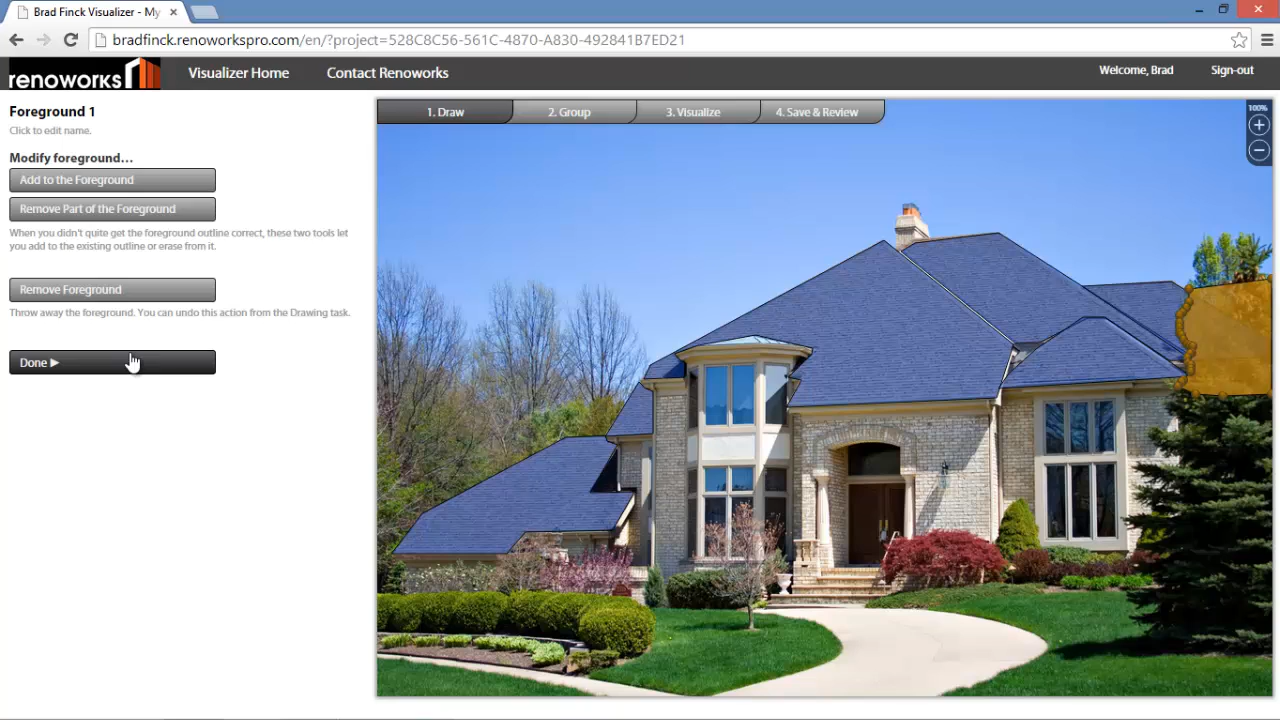 Brad Finck Visualizer - My
bradfinck.renoworkspro.com/en/?project=528C8C56-561C-4870-A830-492841B7ED21
renoworks
Visualizer Home
Contact Renoworks
Welcome, Brad
Sign-out
Foreground 1
Click to edit name.
Modify foreground...
Add to the Foreground
Remove Part of the Foreground
When you didn't quite get the foreground outline correct, these two tools let
you add to the existing outline or erase from it.
Remove Foreground
Throw away the foreground. You can undo this action from the Drawing task.
Done ▶
1. Draw
2. Group
3. Visualize
4. Save & Review
100%